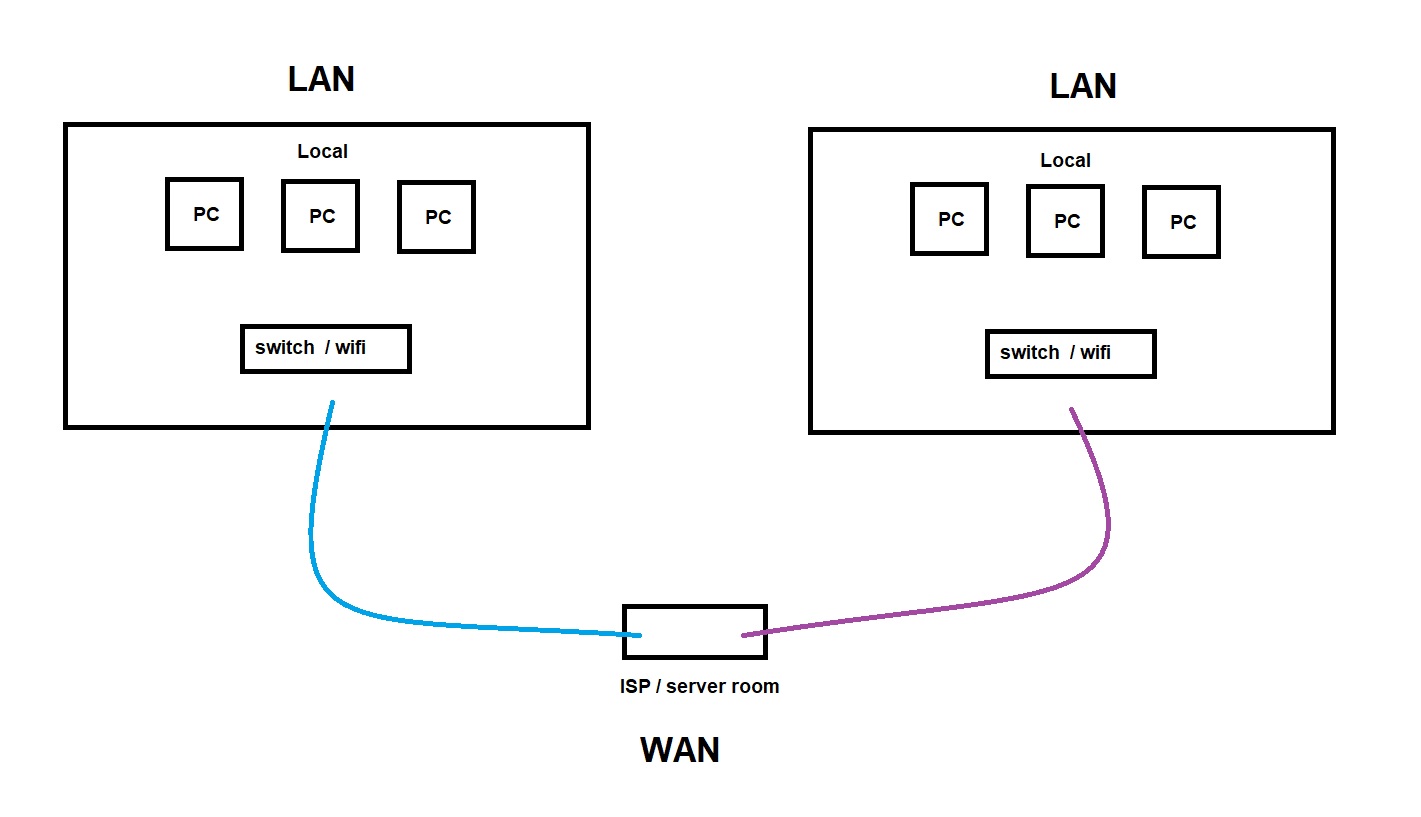 LAN
Local
PC PC PC
switch / wifi
LAN
Local
PC PC PC
switch / wifi
ISP / server room
WAN